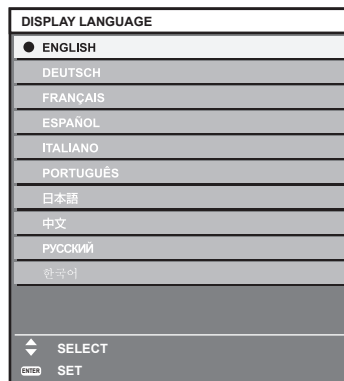 DISPLAY LANGUAGE
ENGLISH
DEUTSCH
FRANÇAIS
ESPAÑOL
ITALIANO
PORTUGUÊS
日本語
中文
РУССКИЙ
한국어
SELECT
ENTER SET